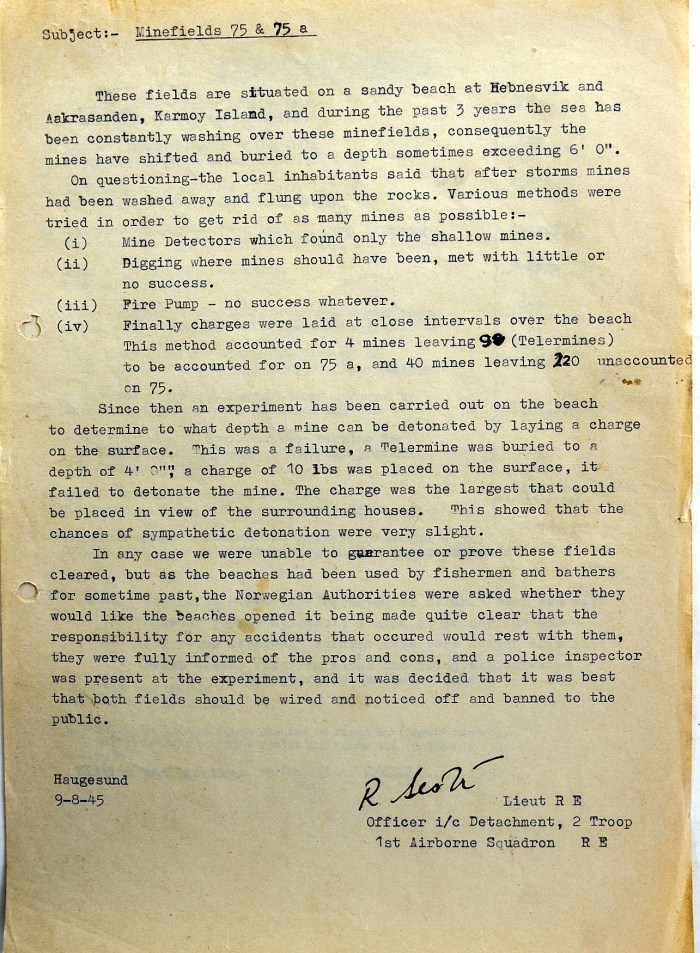 Subject:- Minefields 75 & 75 a
These fields are situated on a sandy beach at Hebnesvik and
Aakrasanden, Karmoy Island, and during the past 3 years the sea has
been constantly washing over these minefields, consequently the
mines have shifted and buried to a depth sometimes exceeding 6' 0".
On questioning-the local inhabitants said that after storms mines
had been washed away and flung upon the rocks. Various methods were
tried in order to get rid of as many mines as possible:-
(i) Mine Detectors which found only the shallow mines.
(ii) Digging where mines should have been, met with little or
no success.
(iii) Fire Pump - no success whatever.
(iv) Finally charges were laid at close intervals over the beach
This method accounted for 4 mines leaving (Telermines)
to be accounted for on 75 a, and 40 mines leaving 220 unaccounted
on 75.
Since then an experiment has been carried out on the beach
to determine to what depth a mine can be detonated by laying a charge
on the surface. This was a failure, a Telermine was buried to a
depth of 4' 0"", a charge of 10 lbs was placed on the surface, it
failed to detonate the mine. The charge was the largest that could
be placed in view of the surrounding houses. This showed that the
chances of sympathetic detonation were very slight.
In any case we were unable to guarantee or prove these fields
cleared, but as the beaches had been used by fishermen and bathers
for sometime past,the Norwegian Authorities were asked whether they
would like the beaches opened it being made quite clear that the
responsibility for any accidents that occured would rest with them,
they were fully informed of the pros and cons, and a police inspector
was present at the experiment, and it was decided that it was best
that both fields should be wired and noticed off and banned to the
public.
Haugesund
9-8-45
R Scott
Lieut R E
Officer i/c Detachment, 2 Troop
1st Airborne Squadron R E